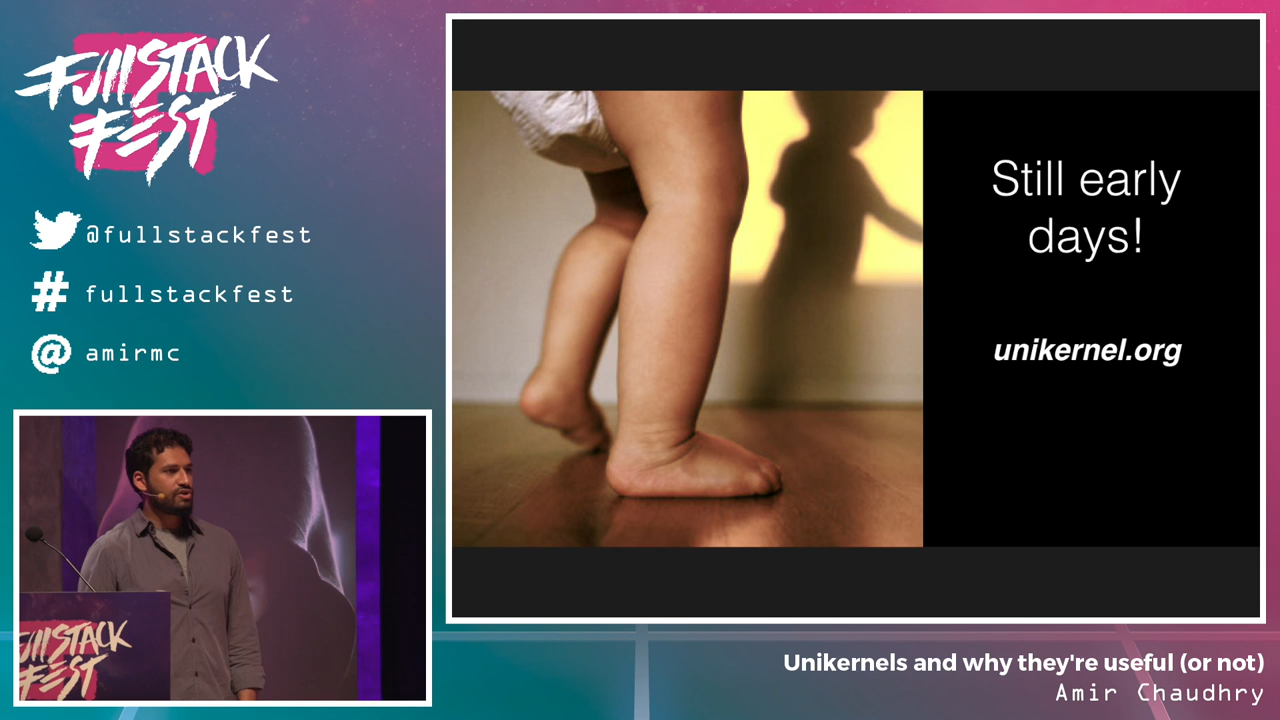 FullStack
Fest
@fullstackfest
# fullstackfest
@ amirmc
Still early
days!
unikernel.org
FullStack
Fest
Unikernels and why they're useful (or not)
Amir Chaudhry